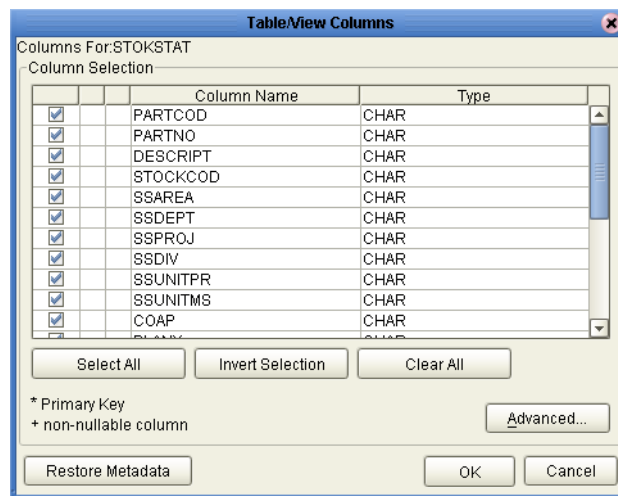 Table/View Columns
Columns For:STOKSTAT
Column Selection
Column Name Type
PARTCOD CHAR
PARTNO CHAR
DESCRIPT CHAR
STOCKCOD CHAR
SSAREA CHAR
SSDEPT CHAR
SSPROJ CHAR
SSDIV CHAR
SSUNITPR CHAR
SSUNITMS CHAR
COAP CHAR
Select All Invert Selection Clear All
* Primary Key
+ non-nullable column
Advanced...
Restore Metadata OK Cancel